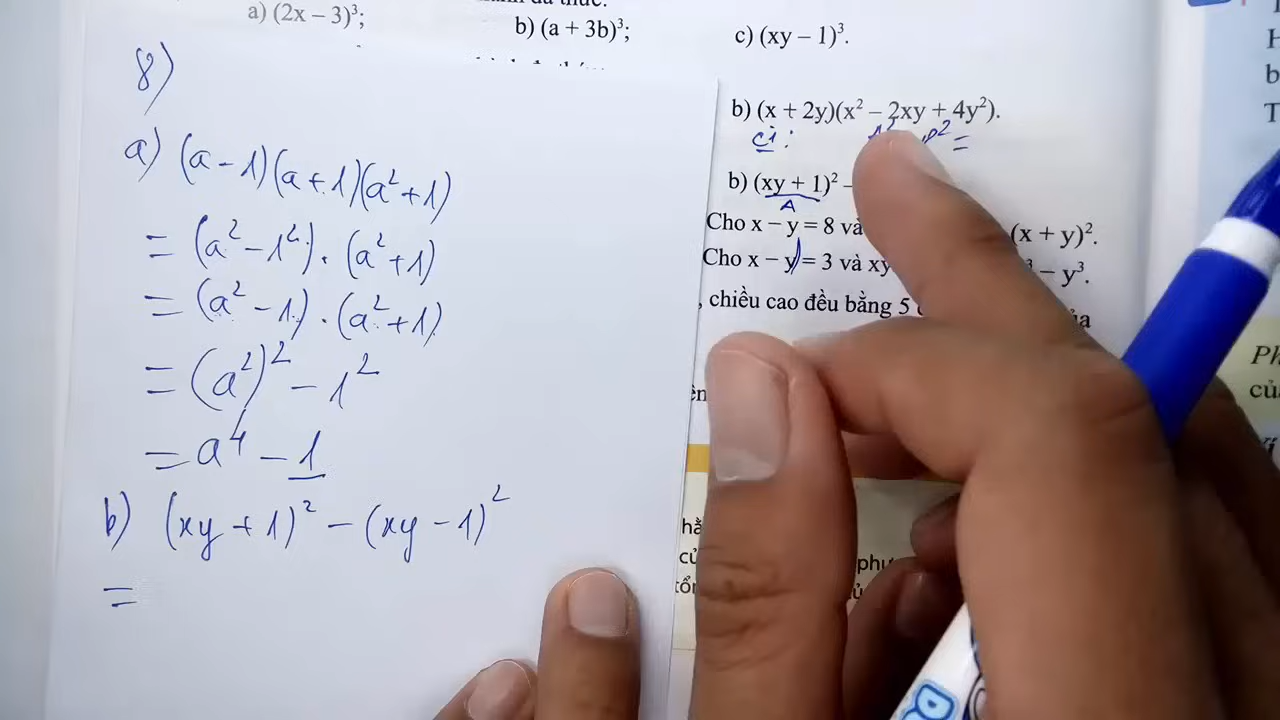 a) (2x – 3)³;
b) (a + 3b)³;
c) (xy – 1)³.
8)
a) (a - 1)(a + 1)(a² + 1)
= (a² - 1²) . (a² + 1)
= (a² - 1) . (a² + 1)
= (a²)² - 1²
= a⁴ - 1
b) (xy + 1)² - (xy - 1)²
=
b) (x + 2y)(x² – 2xy + 4y²).
C1:
b) (xy + 1)² –
A
Cho x – y = 8 và
(x + y)².
Cho x – y = 3 và xy
– y³.
, chiều cao đều bằng 5